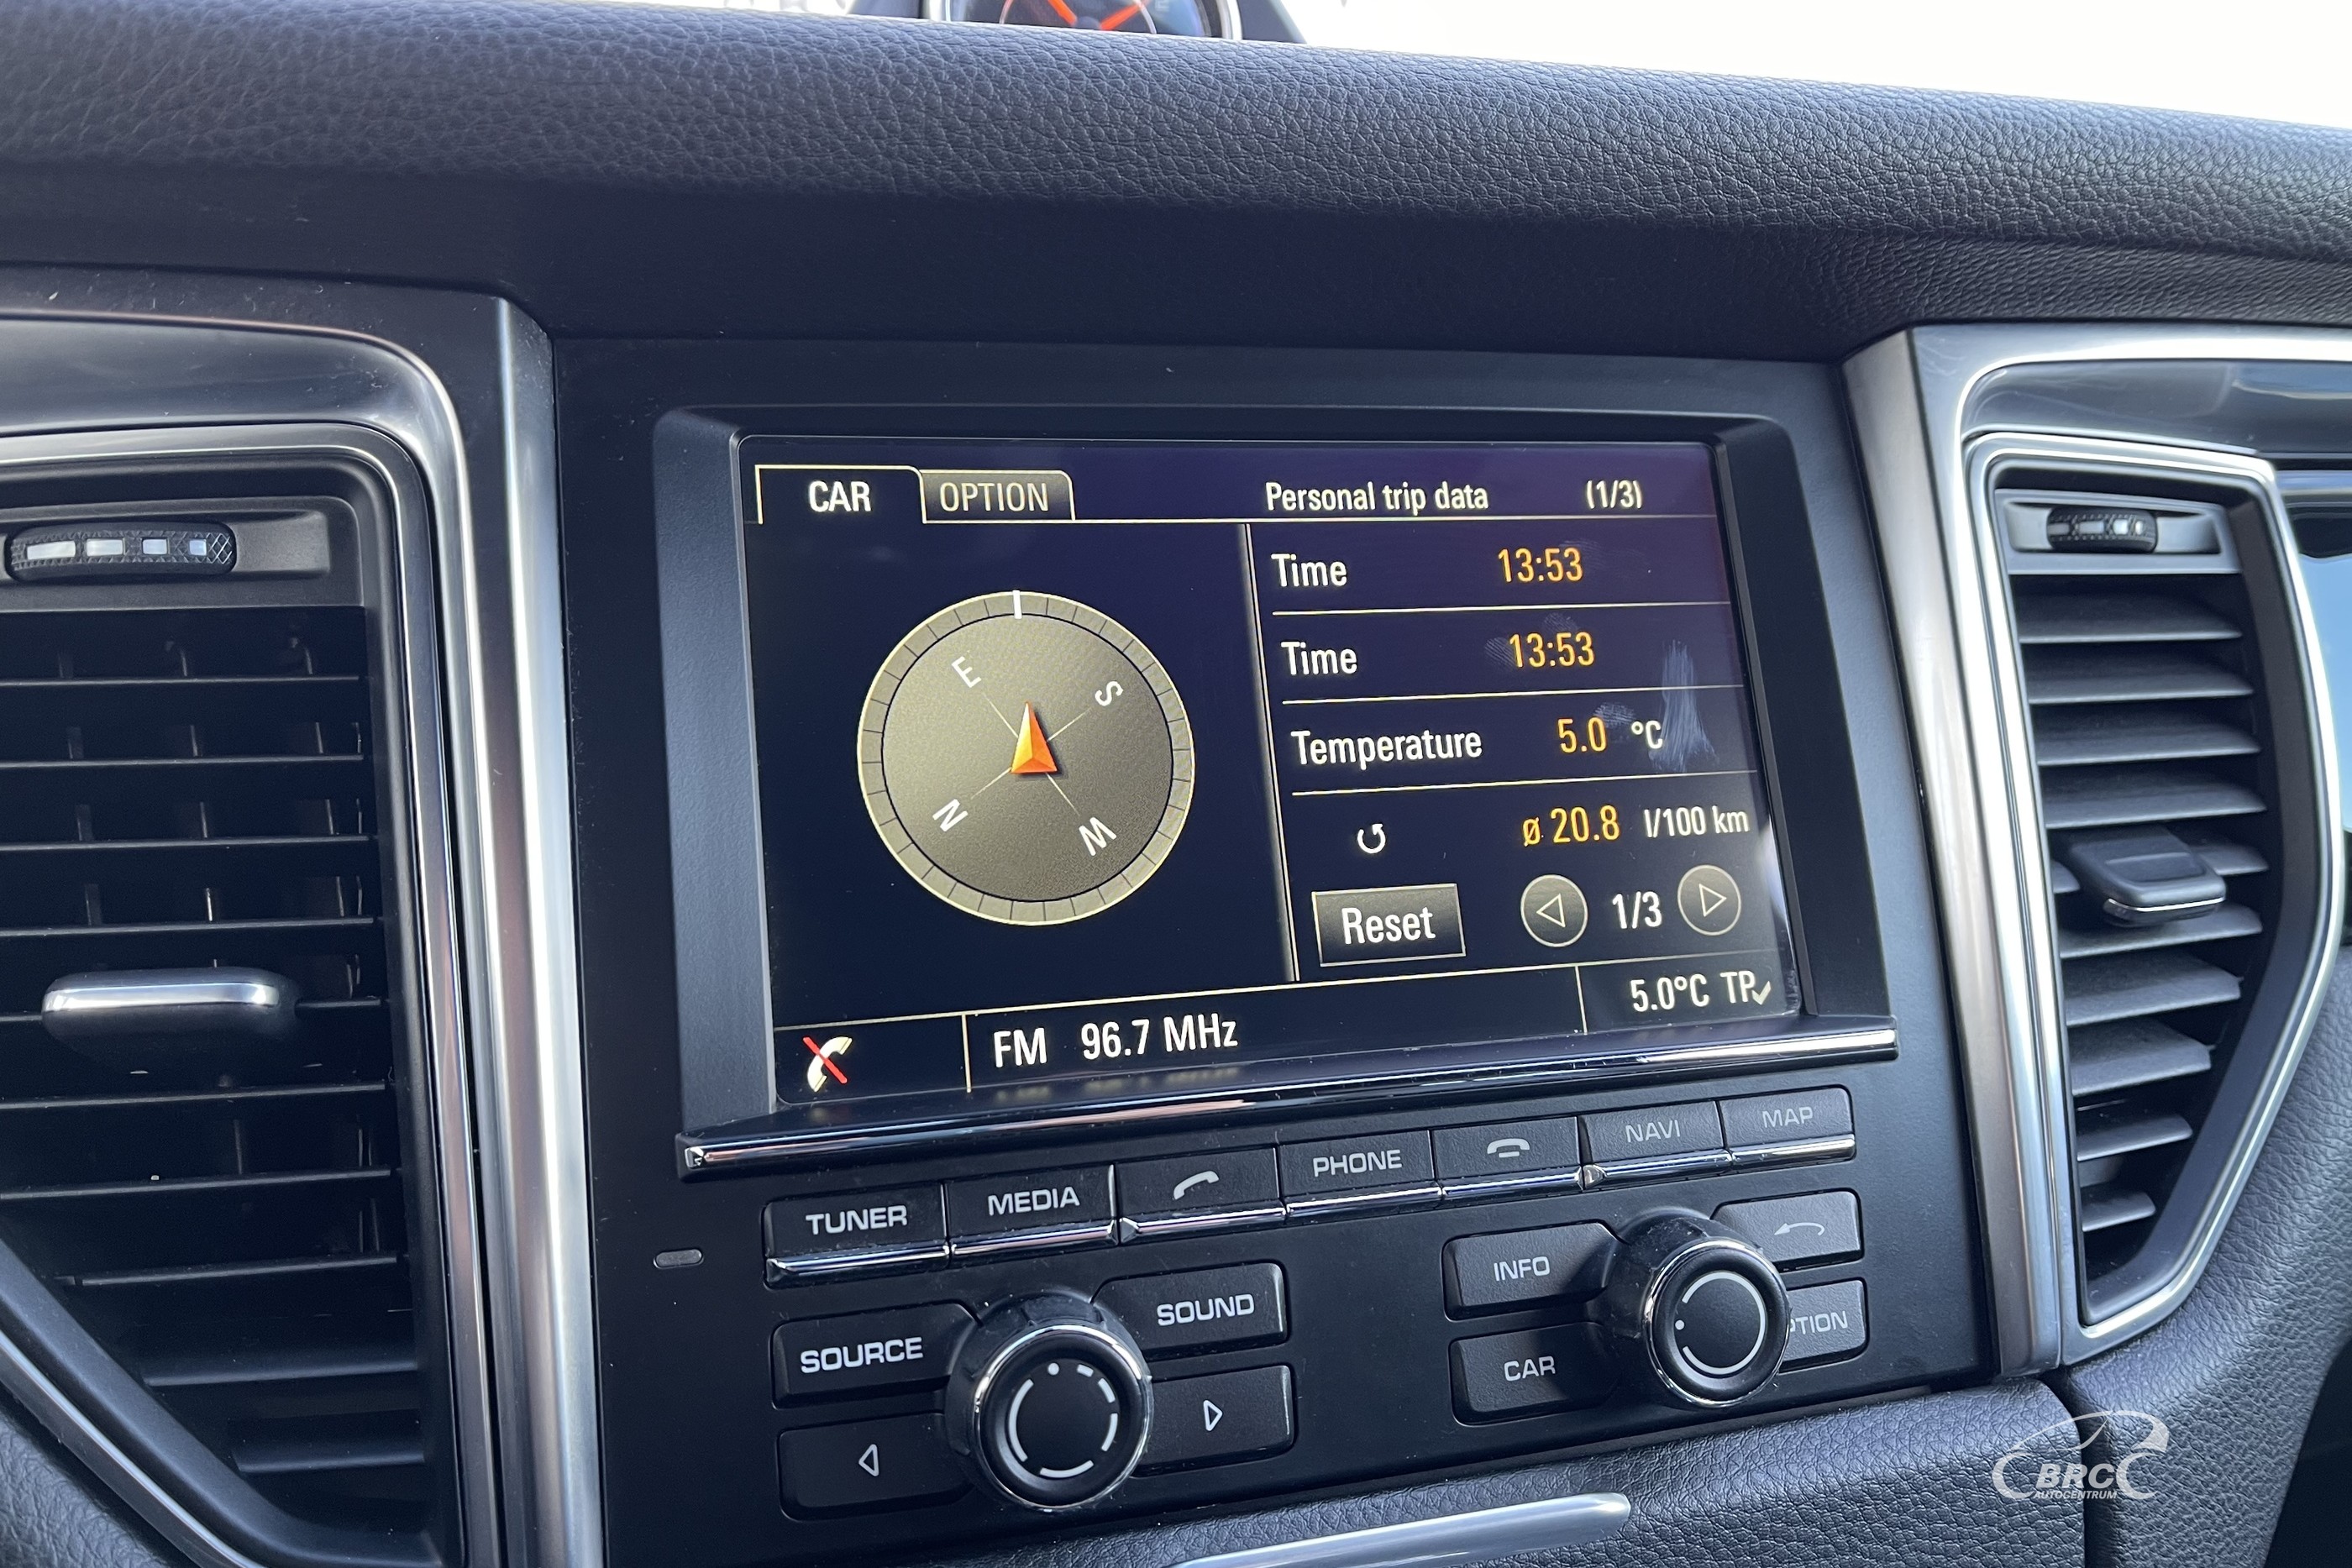 CAR OPTION Personal trip data (1/3)
Time 13:53
Time 13:53
Temperature 5.0 °C
ø 20.8 l/100 km
Reset 1/3
E
S
N
W
FM 96.7 MHz 5.0°C TP
TUNER MEDIA PHONE NAVI MAP
SOURCE SOUND INFO
CAR
BRC
AUTOCENTRUM